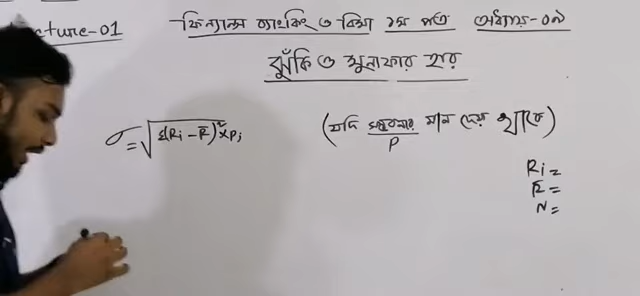 cture-01 ফিন্যান্স ব্যাংকিং ও বিমা ১ম পত্র অধ্যায়-০৯
ঝুঁকি ও মুনাফার হার
σ = √Σ(Ri - R̄)² × Pi (যদি সম্ভাবনার মান দেয়া থাকে)
P
Ri =
R̄ =
N =